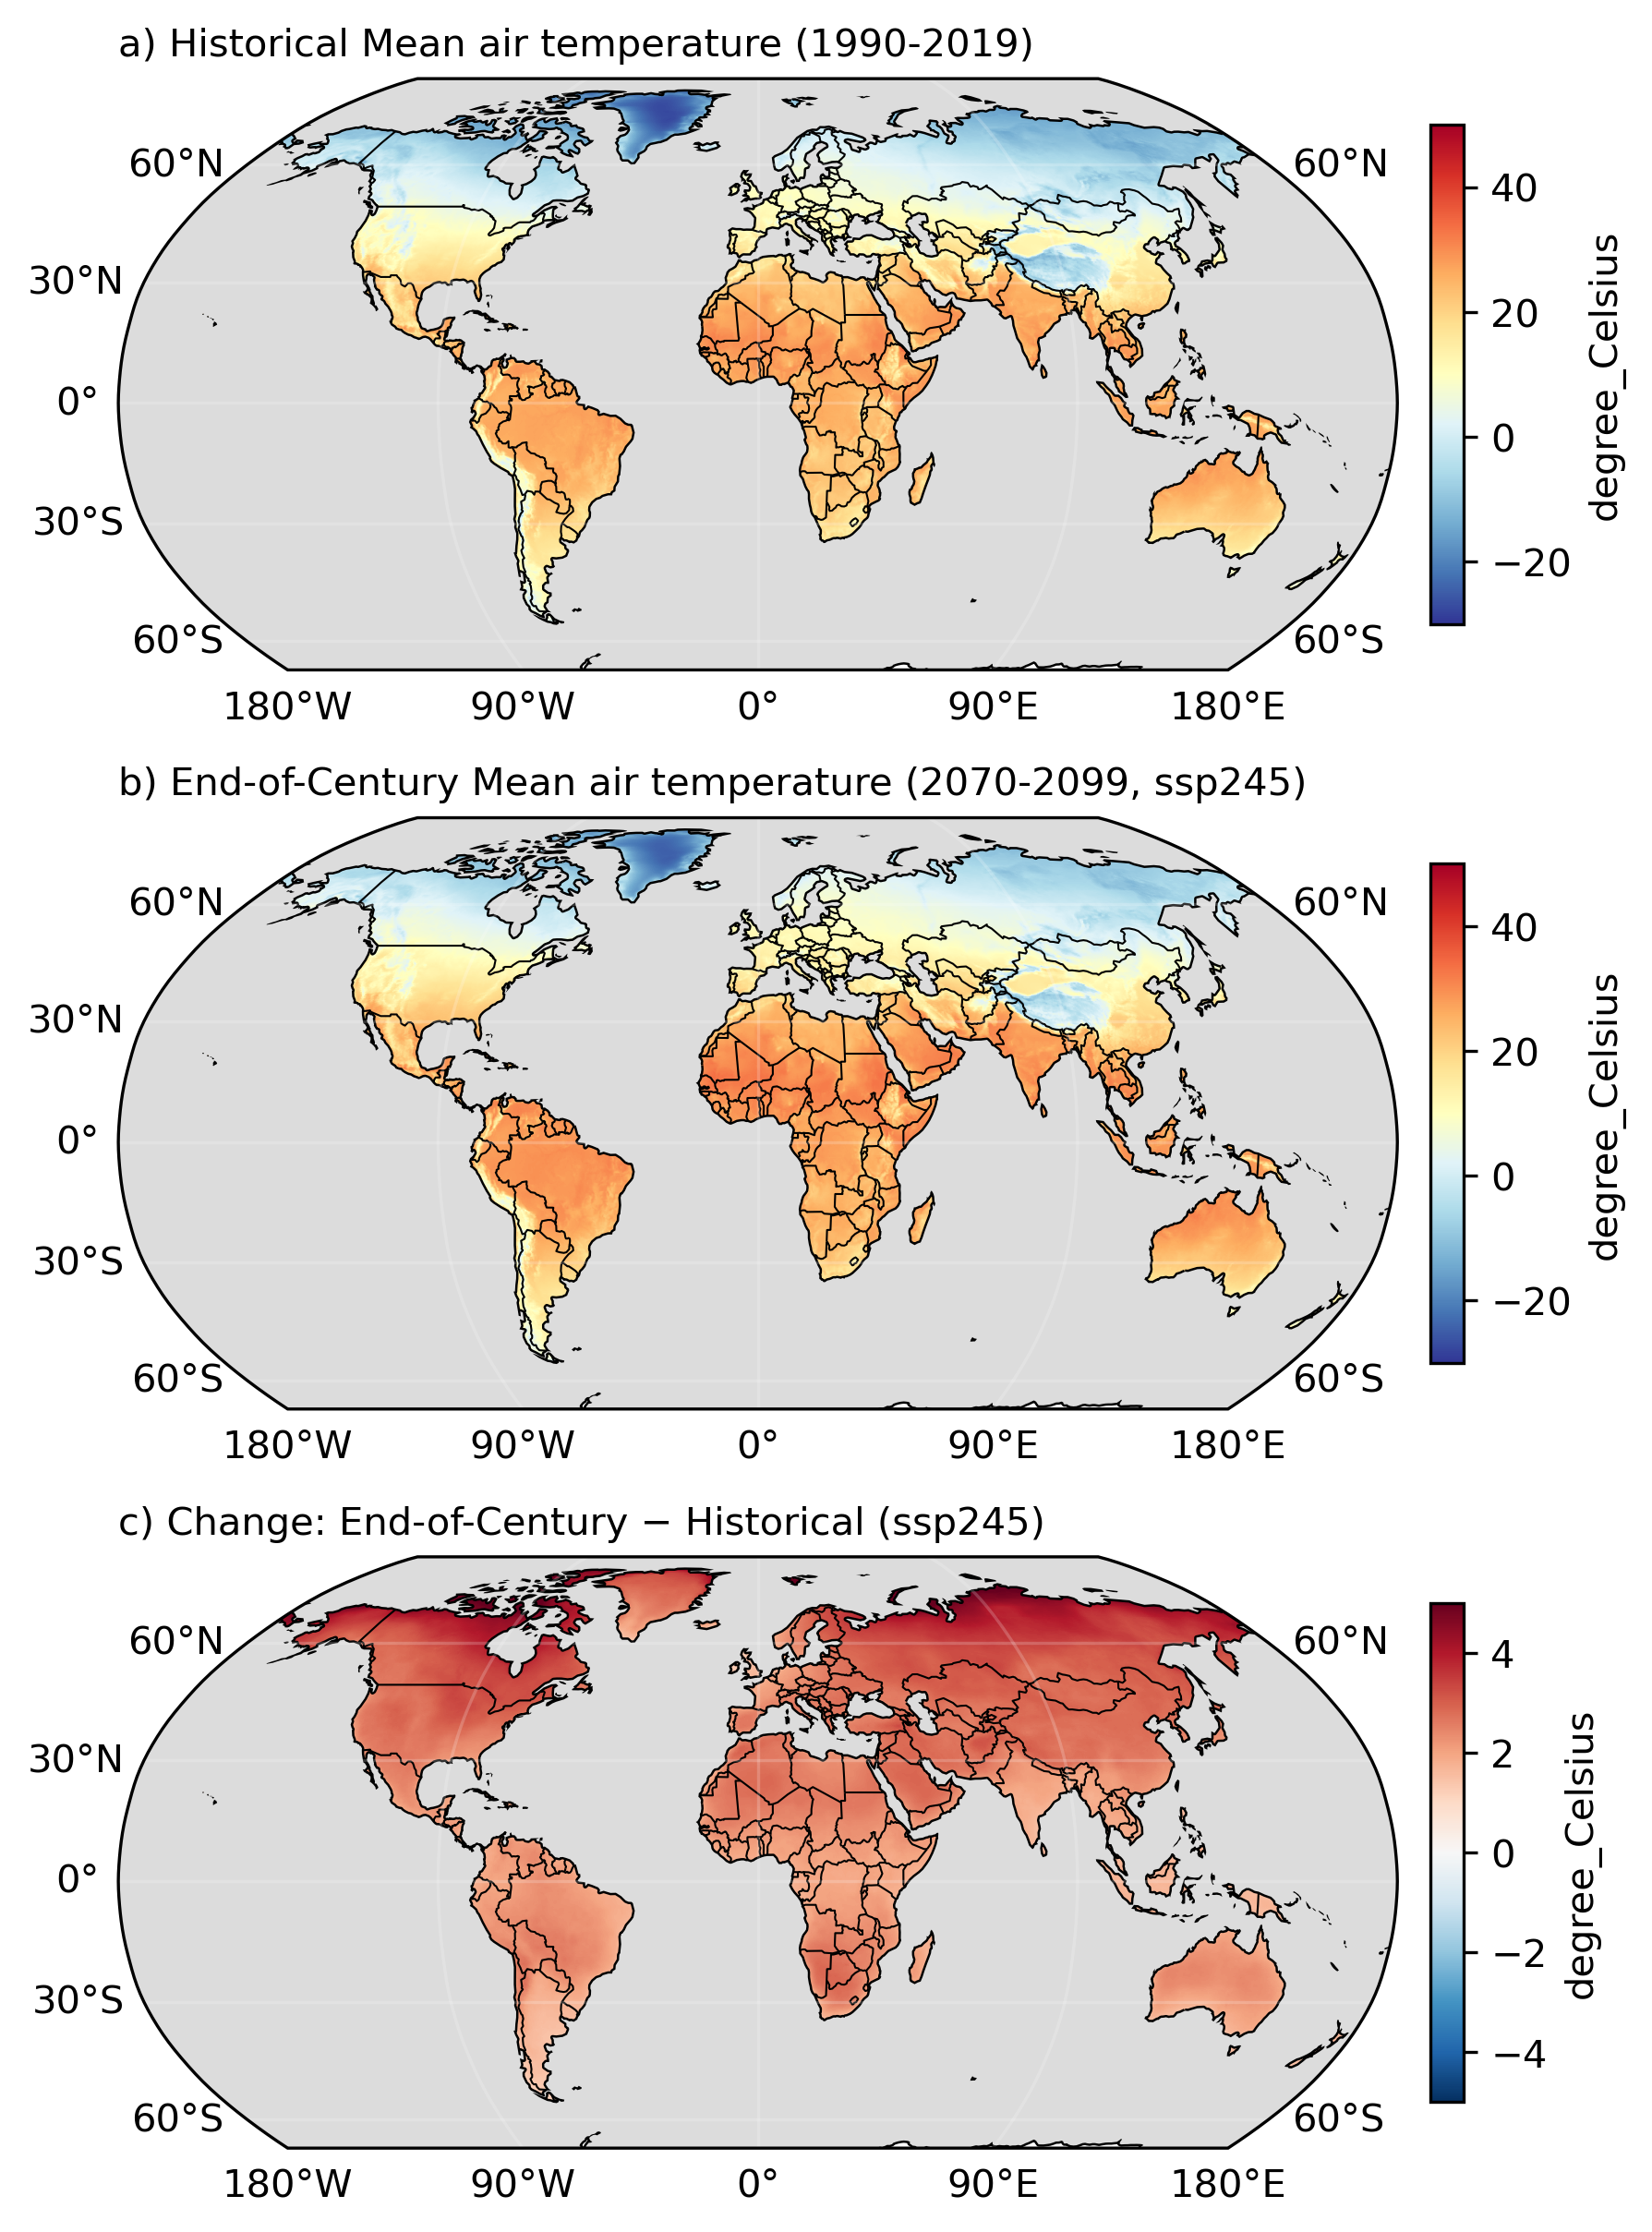 a) Historical Mean air temperature (1990-2019)
60°N 60°N
30°N
0°
30°S
60°S 60°S
180°W 90°W 0° 90°E 180°E
40
20
0
−20
degree_Celsius
b) End-of-Century Mean air temperature (2070-2099, ssp245)
60°N 60°N
30°N
0°
30°S
60°S 60°S
180°W 90°W 0° 90°E 180°E
40
20
0
−20
degree_Celsius
c) Change: End-of-Century − Historical (ssp245)
60°N 60°N
30°N
0°
30°S
60°S 60°S
180°W 90°W 0° 90°E 180°E
4
2
0
−2
−4
degree_Celsius